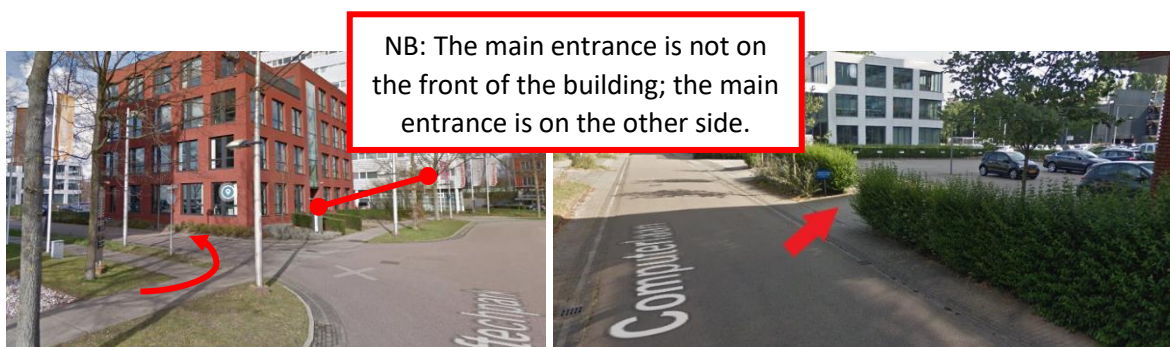 NB: The main entrance is not on
the front of the building; the main
entrance is on the other side.